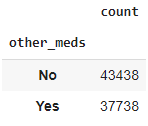 count
other_meds
No 43438
Yes 37738